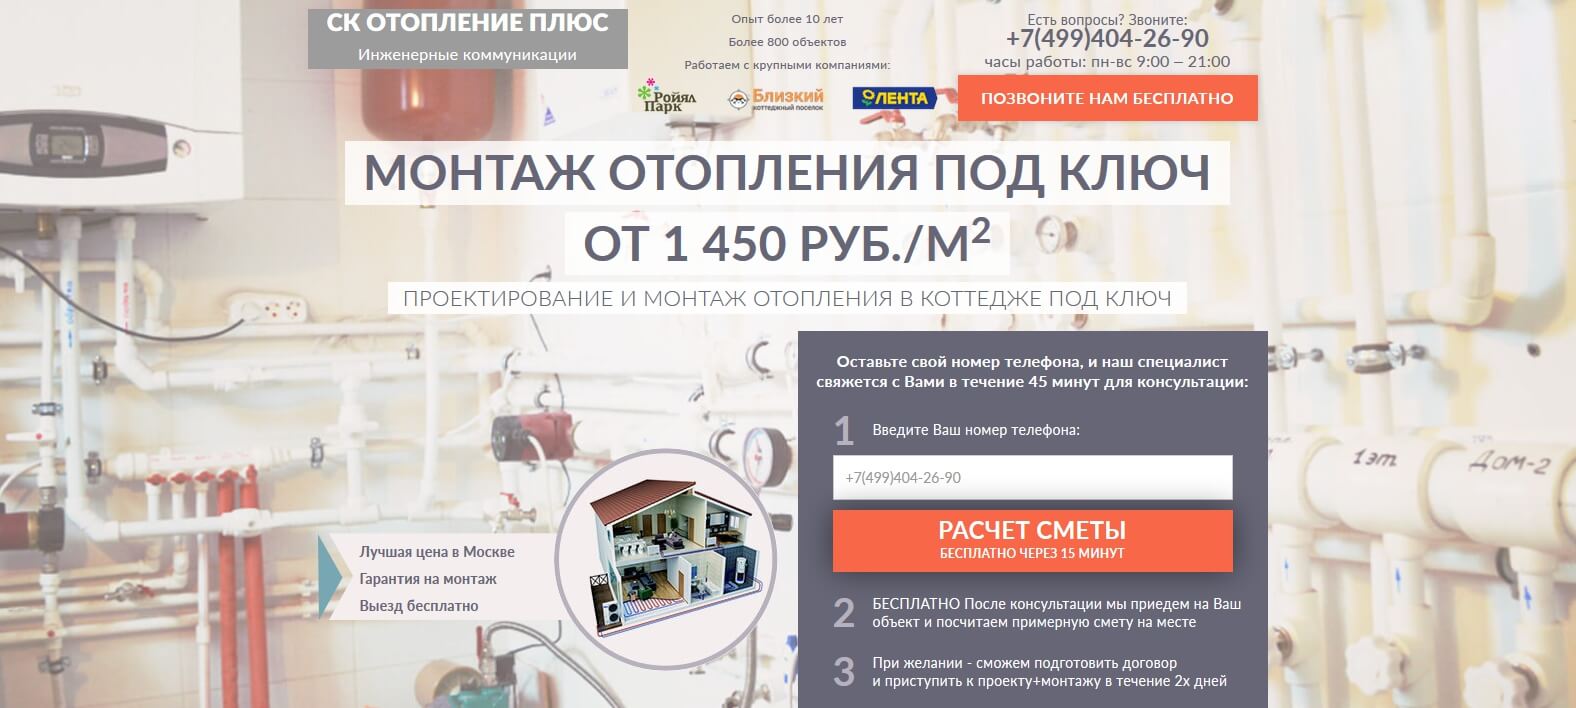 СК ОТОПЛЕНИЕ ПЛЮС
Инженерные коммуникации
Опыт более 10 лет
Более 800 объектов
Работаем с крупными компаниями:
Ройял
Парк
Близкий
коттеджный поселок
ЛЕНТА
Есть вопросы? Звоните:
+7(499)404-26-90
часы работы: пн-вс 9:00 – 21:00
ПОЗВОНИТЕ НАМ БЕСПЛАТНО
МОНТАЖ ОТОПЛЕНИЯ ПОД КЛЮЧ
ОТ 1 450 РУБ./М²
ПРОЕКТИРОВАНИЕ И МОНТАЖ ОТОПЛЕНИЯ В КОТТЕДЖЕ ПОД КЛЮЧ
Лучшая цена в Москве
Гарантия на монтаж
Выезд бесплатно
Оставьте свой номер телефона, и наш специалист
свяжется с Вами в течение 45 минут для консультации:
1 Введите Ваш номер телефона:
+7(499)404-26-90
РАСЧЕТ СМЕТЫ
БЕСПЛАТНО ЧЕРЕЗ 15 МИНУТ
2 БЕСПЛАТНО После консультации мы приедем на Ваш
объект и посчитаем примерную смету на месте
3 При желании - сможем подготовить договор
и приступить к проекту+монтажу в течение 2х дней
1эт
Дом-2